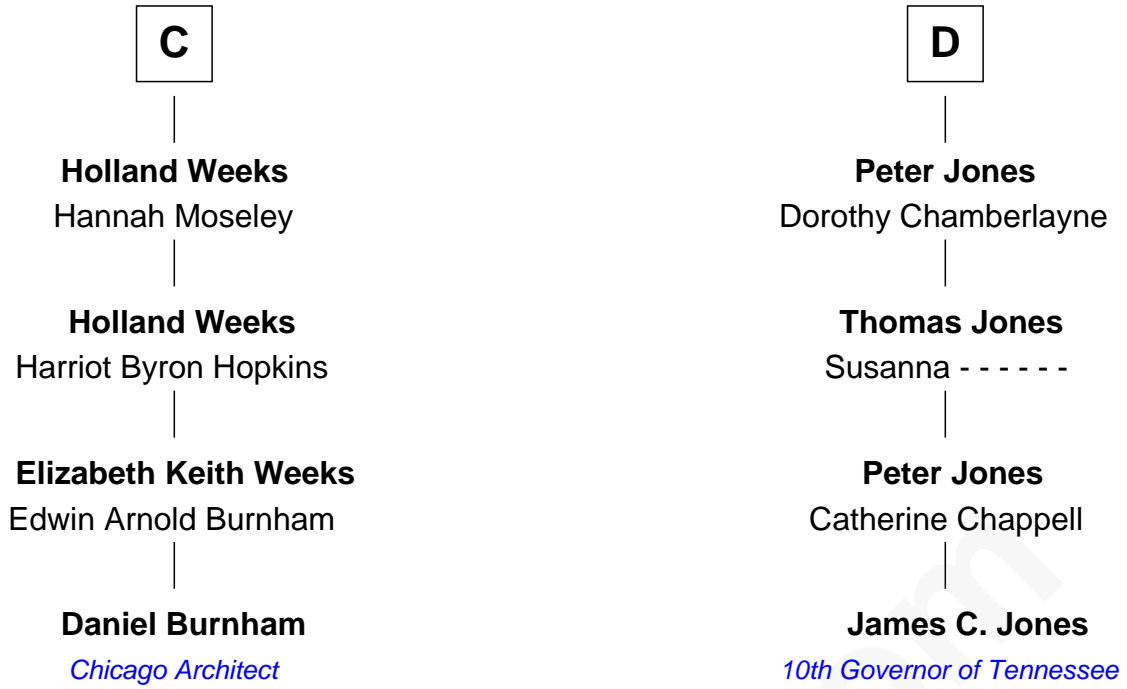 C
Holland Weeks
Hannah Moseley
Holland Weeks
Harriot Byron Hopkins
Elizabeth Keith Weeks
Edwin Arnold Burnham
Daniel Burnham
Chicago Architect
D
Peter Jones
Dorothy Chamberlayne
Thomas Jones
Susanna - - - - - -
Peter Jones
Catherine Chappell
James C. Jones
10th Governor of Tennessee